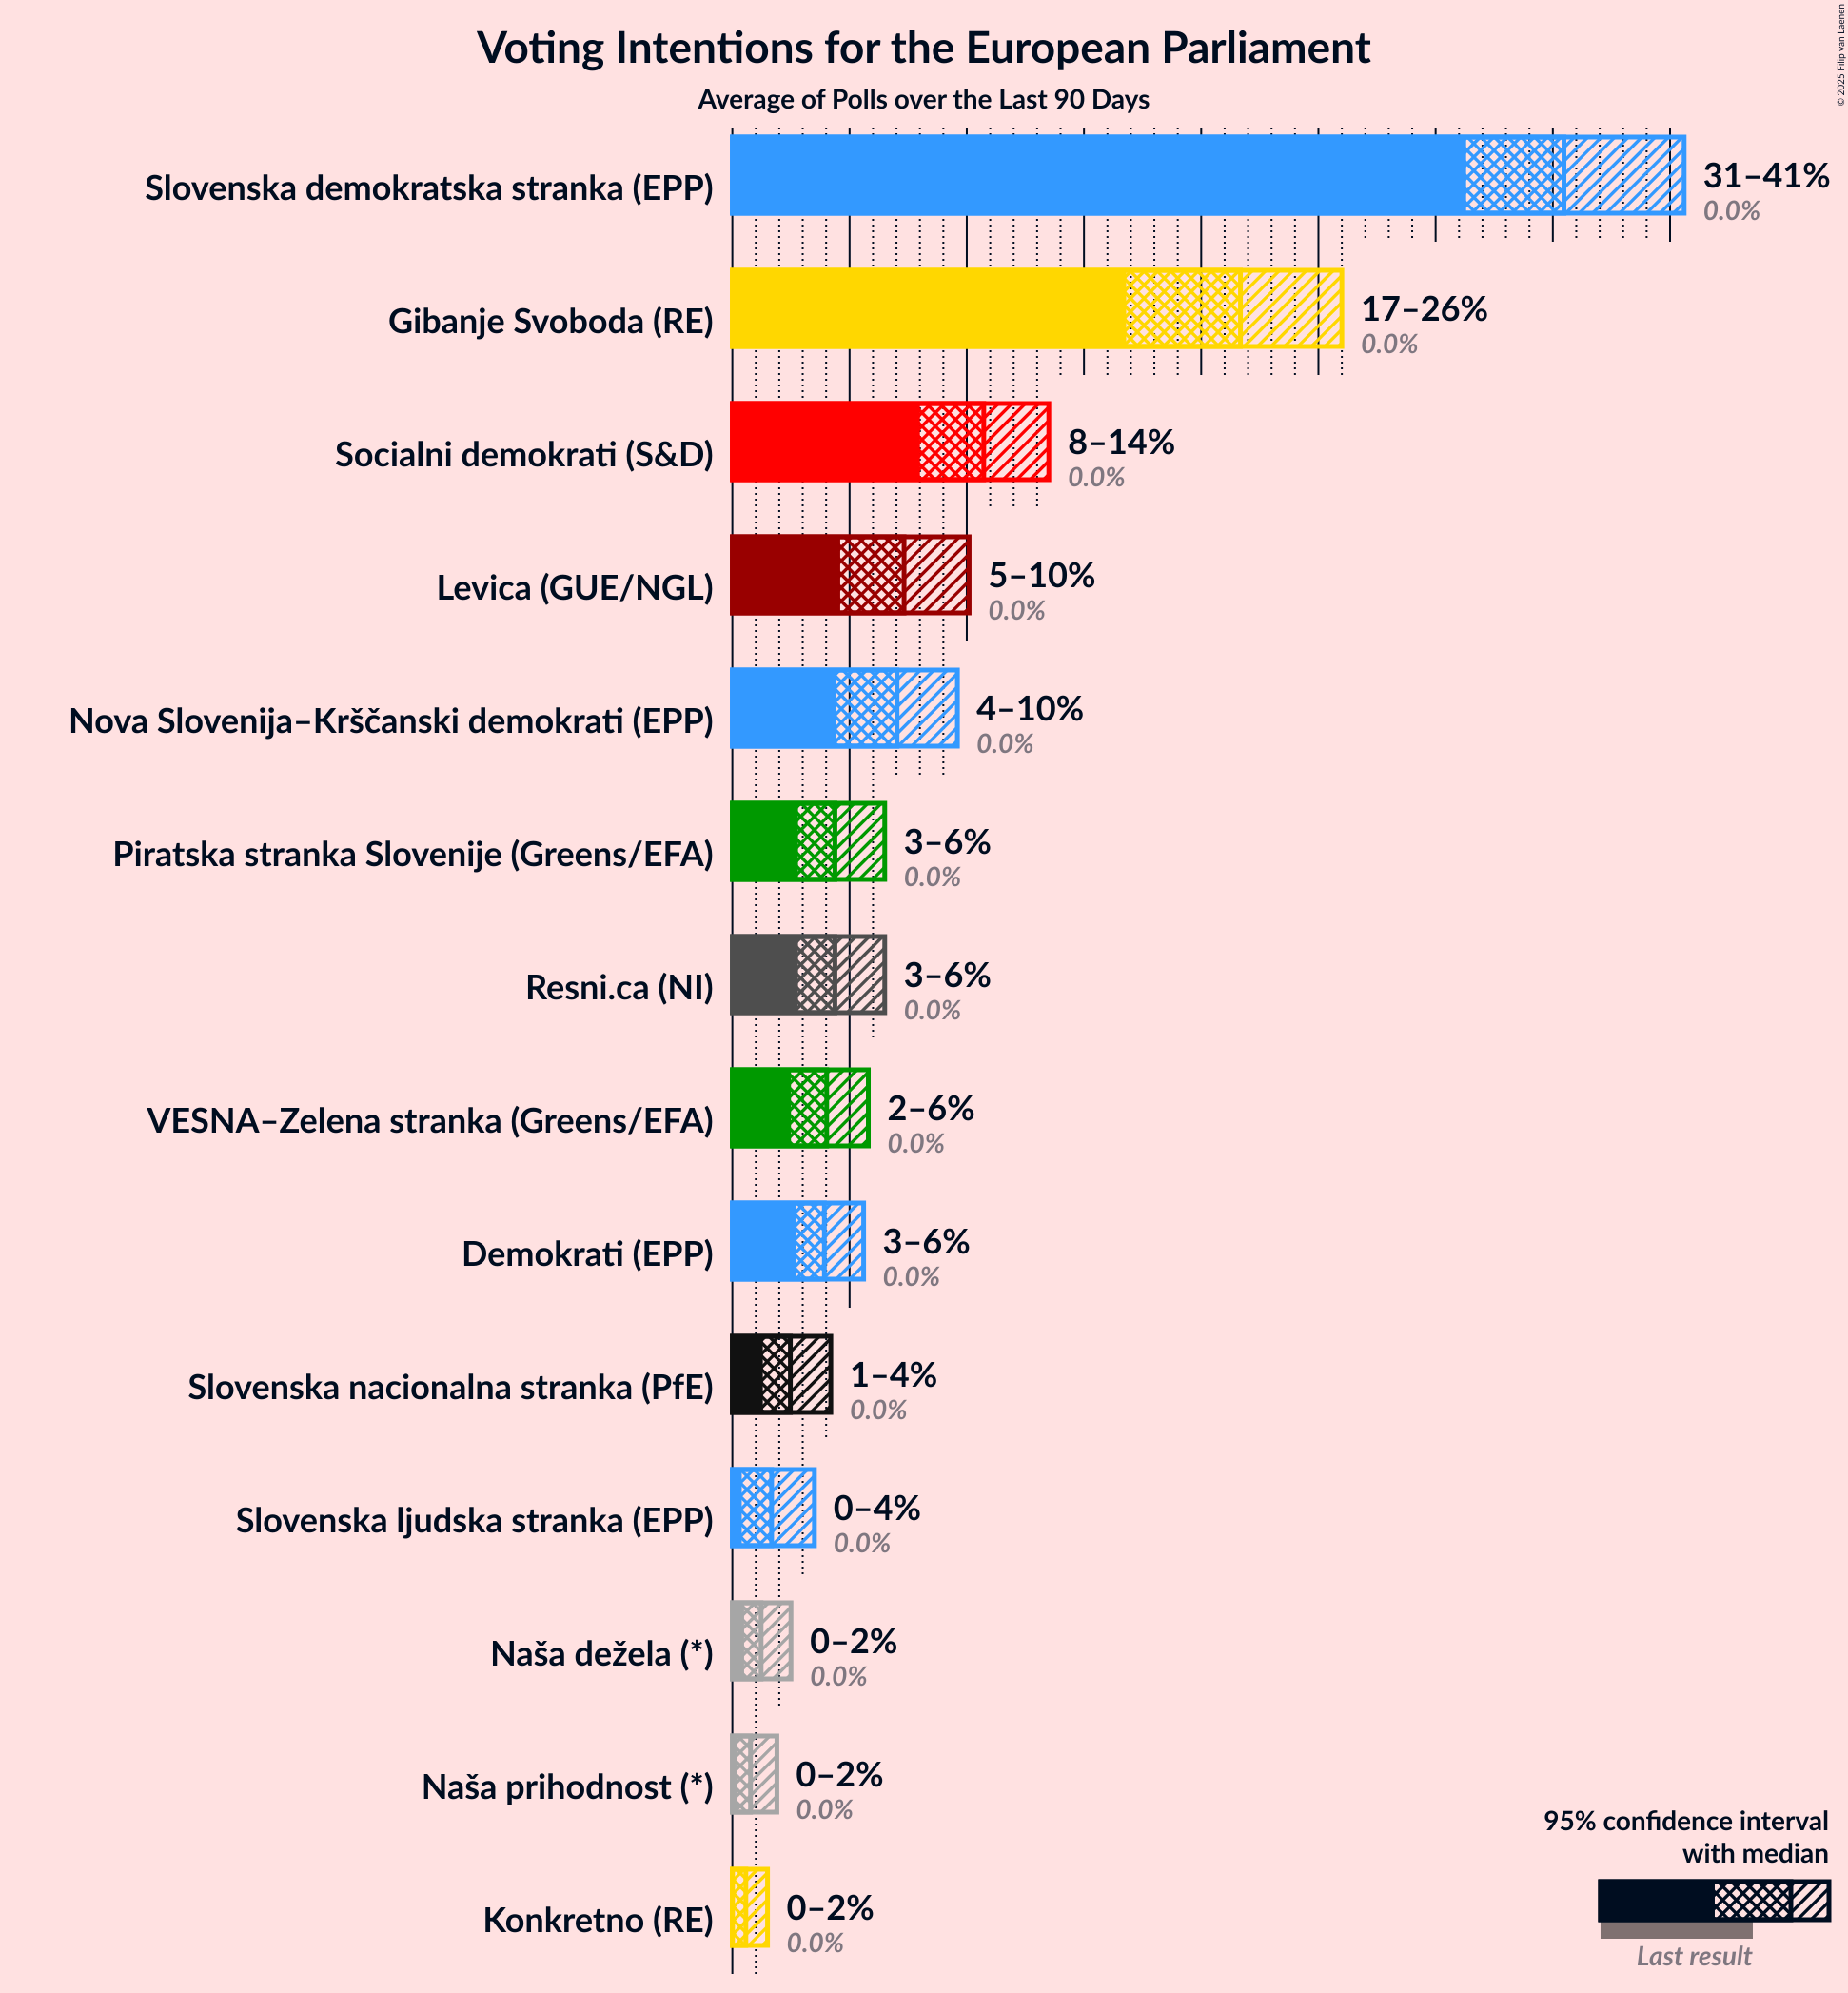 Voting Intentions for the European Parliament
Average of Polls over the Last 90 Days
© 2025 Filip van Laenen
Slovenska demokratska stranka (EPP)
31–41%
0.0%
Gibanje Svoboda (RE)
17–26%
0.0%
Socialni demokrati (S&D)
8–14%
0.0%
Levica (GUE/NGL)
5–10%
0.0%
Nova Slovenija–Krščanski demokrati (EPP)
4–10%
0.0%
Piratska stranka Slovenije (Greens/EFA)
3–6%
0.0%
Resni.ca (NI)
3–6%
0.0%
VESNA–Zelena stranka (Greens/EFA)
2–6%
0.0%
Demokrati (EPP)
3–6%
0.0%
Slovenska nacionalna stranka (PfE)
1–4%
0.0%
Slovenska ljudska stranka (EPP)
0–4%
0.0%
Naša dežela (*)
0–2%
0.0%
Naša prihodnost (*)
0–2%
0.0%
Konkretno (RE)
0–2%
0.0%
95% confidence interval
with median
Last result